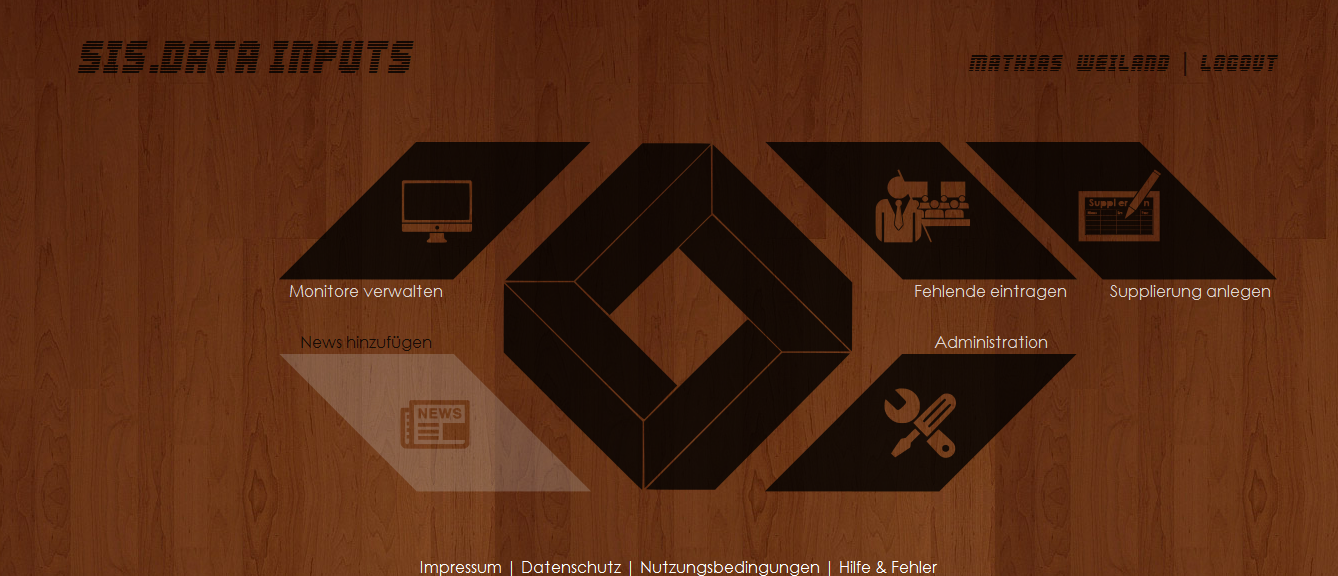 SIS.DATA INPUTS
MATHIAS WEILAND | LOGOUT
Monitore verwalten
Fehlende eintragen
Supplierung anlegen
News hinzufügen
Administration
NEWS
Impressum | Datenschutz | Nutzungsbedingungen | Hilfe & Fehler